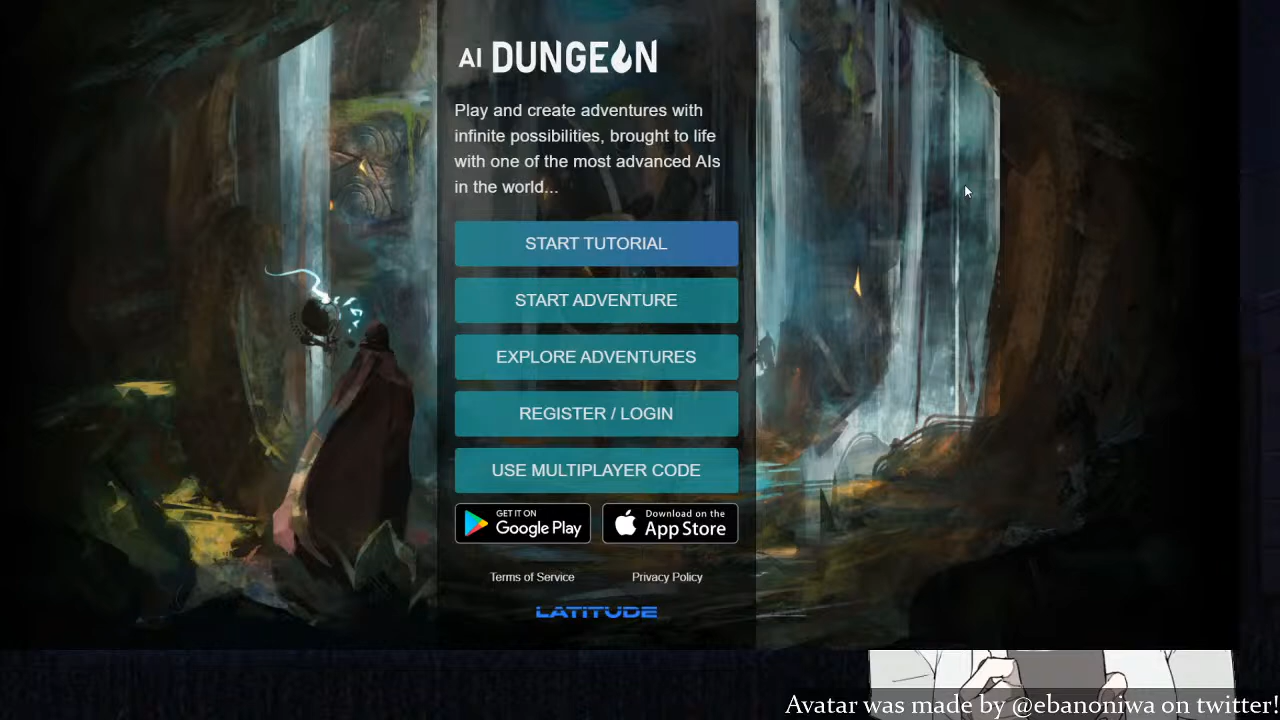 AI DUNGEON
Play and create adventures with
infinite possibilities, brought to life
with one of the most advanced AIs
in the world...
START TUTORIAL
START ADVENTURE
EXPLORE ADVENTURES
REGISTER / LOGIN
USE MULTIPLAYER CODE
GET IT ON
Google Play
Download on the
App Store
Terms of Service
Privacy Policy
LATITUDE
Avatar was made by @ebanoniwa on twitter!